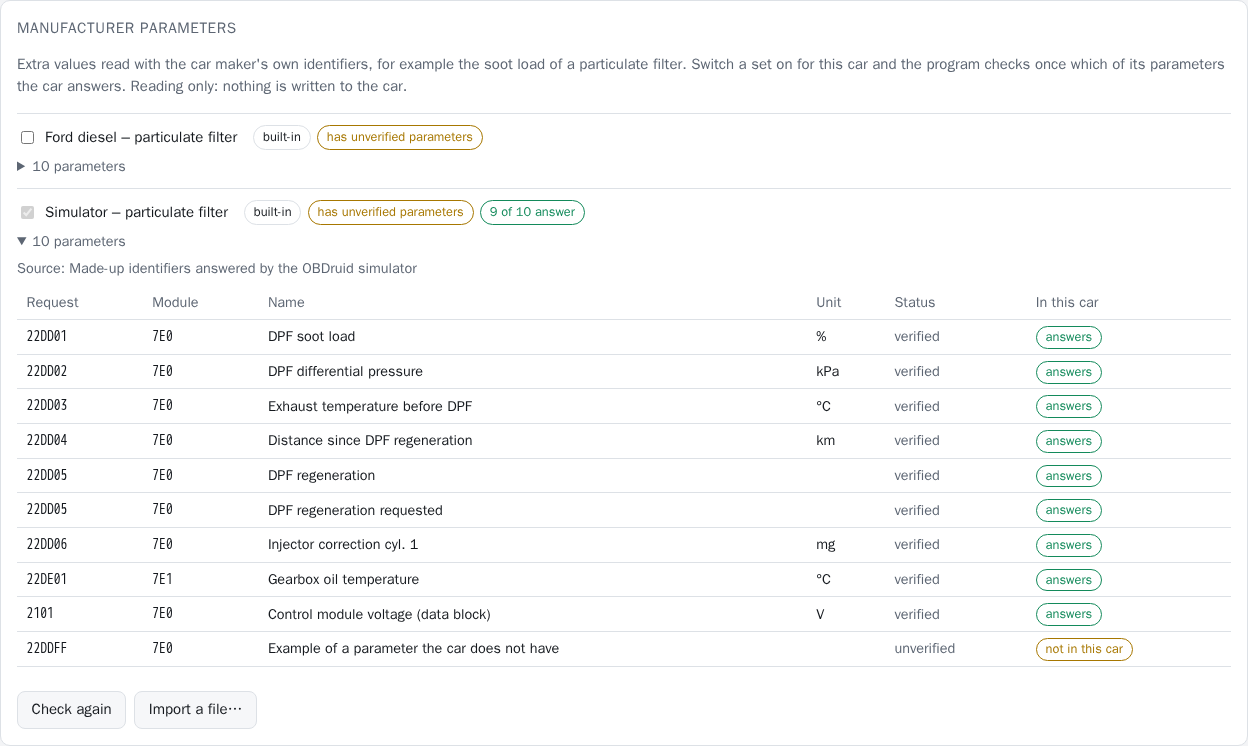 MANUFACTURER PARAMETERS
Extra values read with the car maker's own identifiers, for example the soot load of a particulate filter. Switch a set on for this car and the program checks once which of its parameters
the car answers. Reading only: nothing is written to the car.
Ford diesel – particulate filter built-in has unverified parameters
10 parameters
Simulator – particulate filter built-in has unverified parameters 9 of 10 answer
10 parameters
Source: Made-up identifiers answered by the OBDruid simulator
Request Module Name Unit Status In this car
22DD01 7E0 DPF soot load % verified answers
22DD02 7E0 DPF differential pressure kPa verified answers
22DD03 7E0 Exhaust temperature before DPF °C verified answers
22DD04 7E0 Distance since DPF regeneration km verified answers
22DD05 7E0 DPF regeneration verified answers
22DD05 7E0 DPF regeneration requested verified answers
22DD06 7E0 Injector correction cyl. 1 mg verified answers
22DE01 7E1 Gearbox oil temperature °C verified answers
2101 7E0 Control module voltage (data block) V verified answers
22DDFF 7E0 Example of a parameter the car does not have unverified not in this car
Check again Import a file…